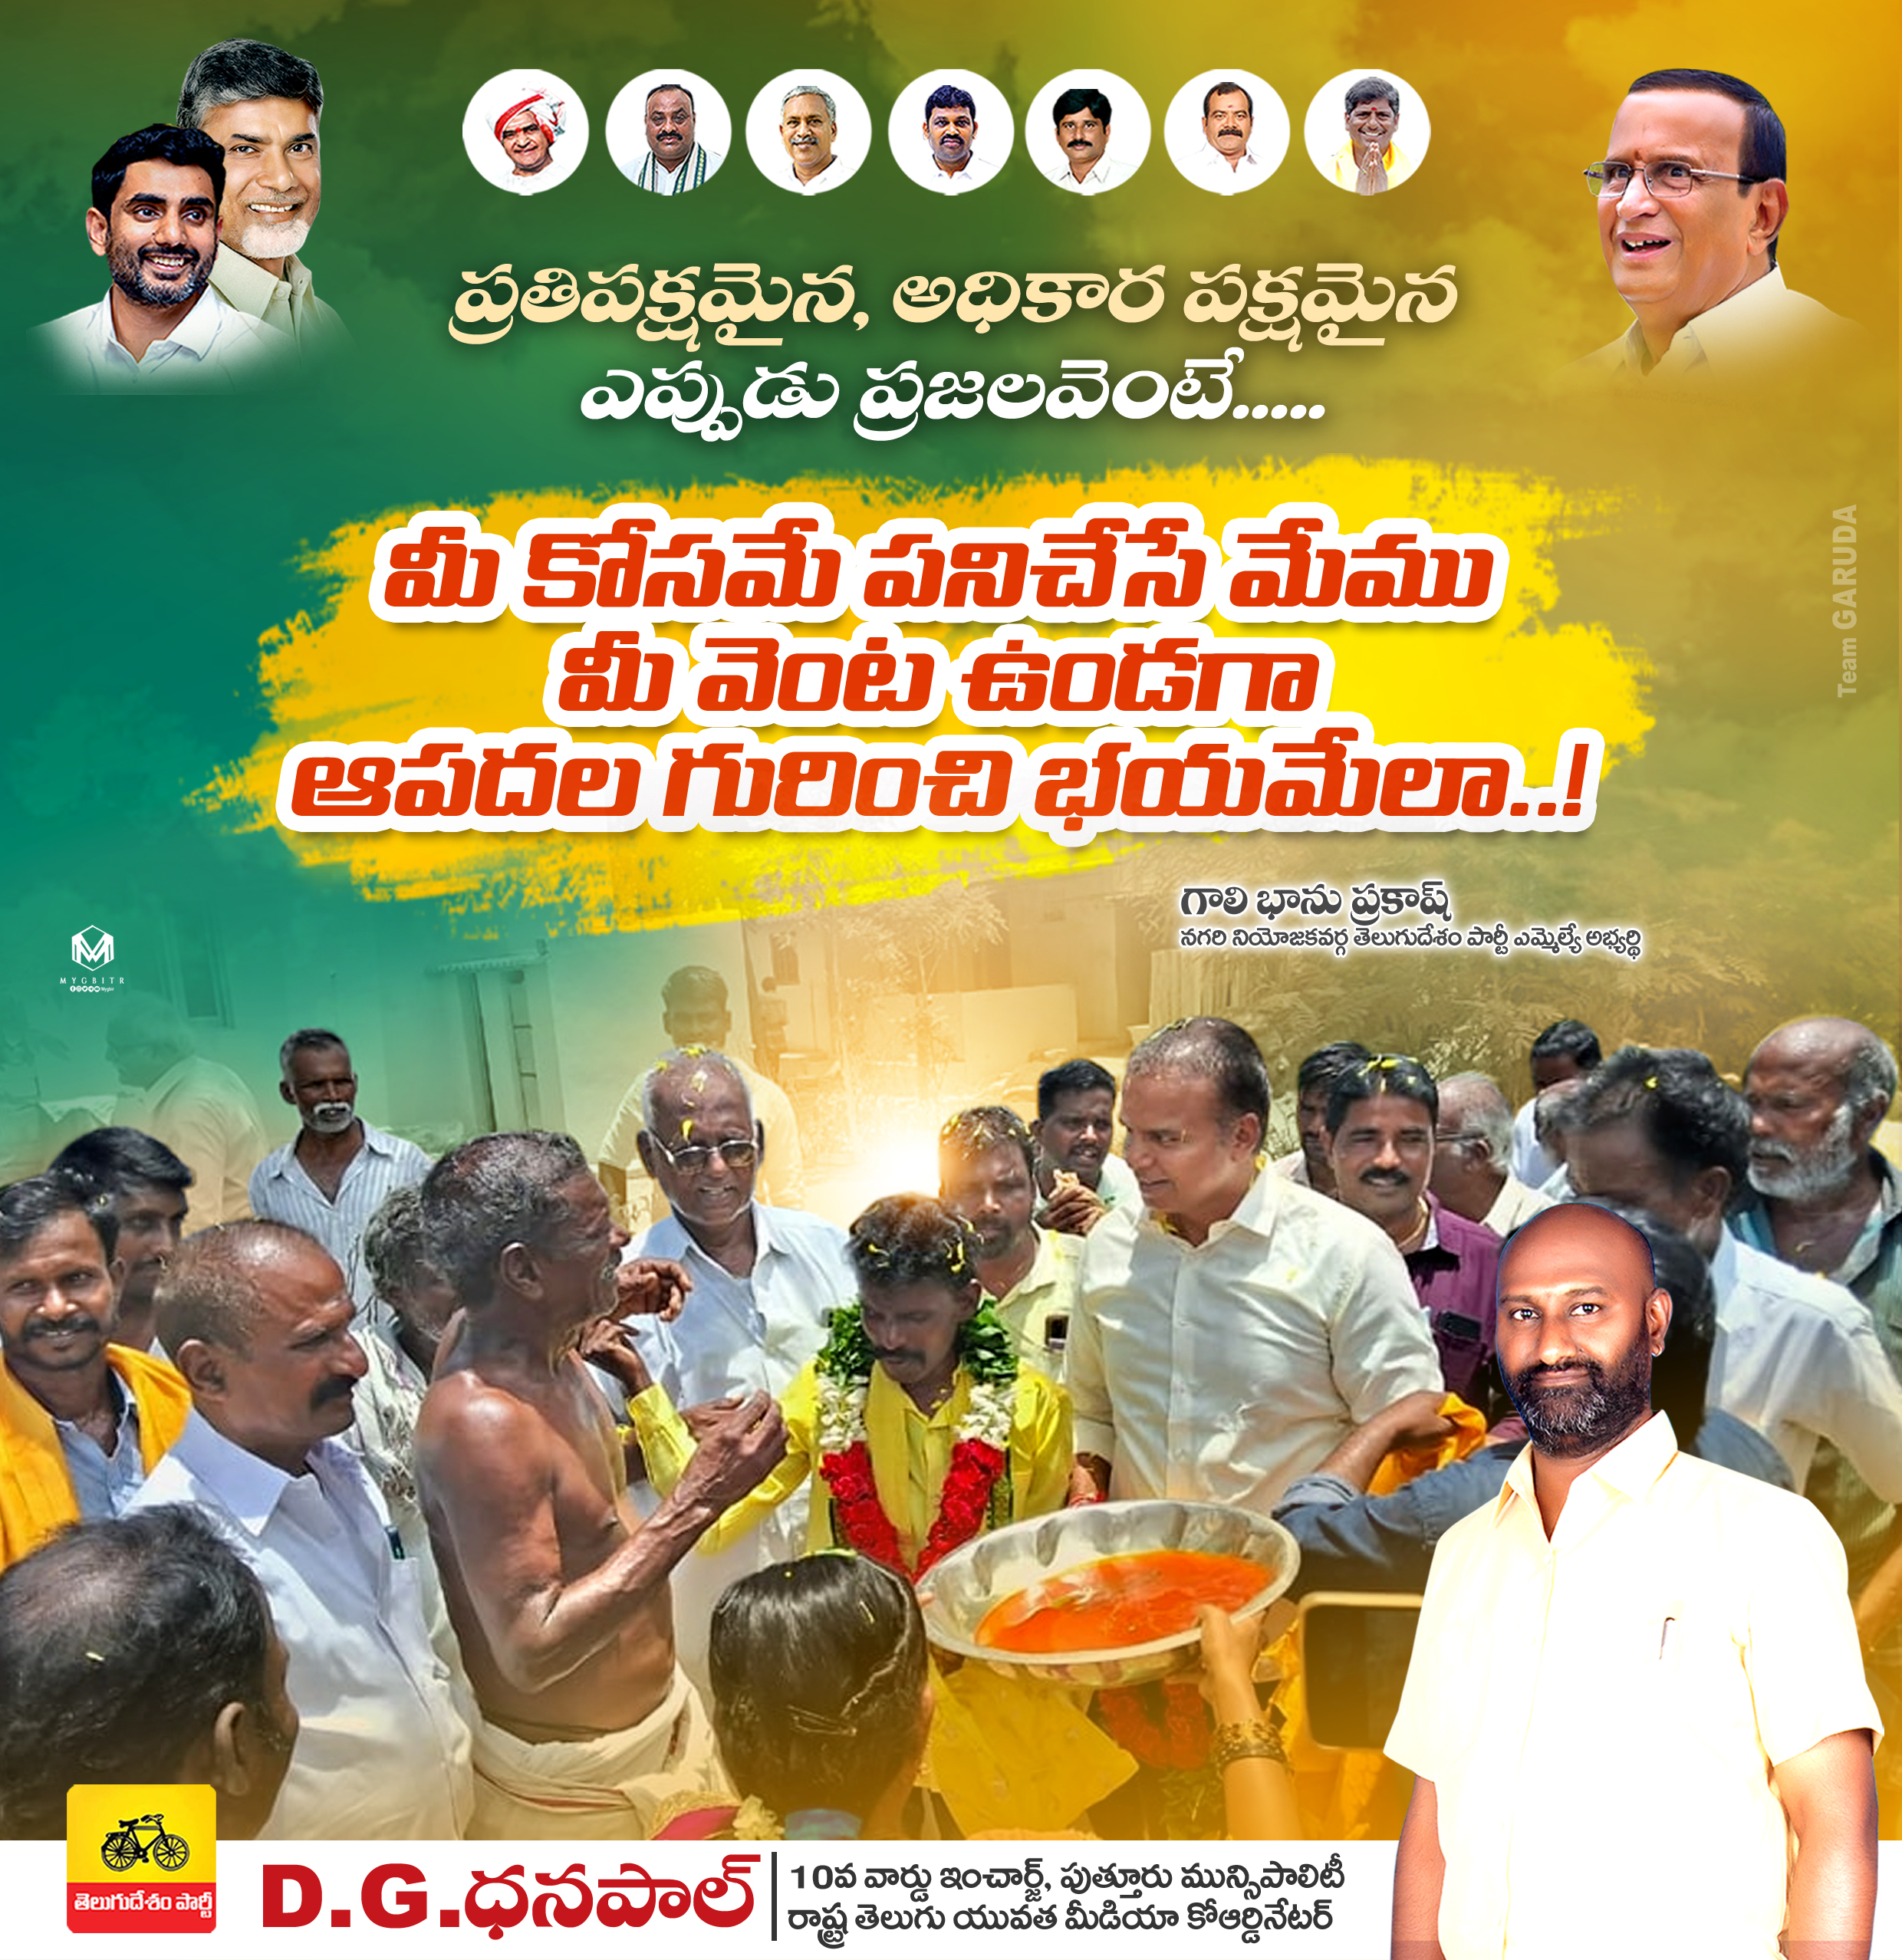 ప్రతిపక్షమైన, అధికార పక్షమైన
ఎప్పుడు ప్రజలవెంటే.....
మీ కోసమే పనిచేసే మేము
మీ వెంట ఉండగా
ఆపదల గురించి భయమేలా..!
గాలి భాను ప్రకాష్
నగరి నియోజకవర్గ తెలుగుదేశం పార్టీ ఎమ్మెల్యే అభ్యర్థి
Team GARUDA
MYGBITR
Mygbitr
తెలుగుదేశం పార్టీ
D.G.ధనపాల్
10వ వార్డు ఇంచార్జ్, పుత్తూరు మున్సిపాలిటీ
రాష్ట్ర తెలుగు యువత మీడియా కోఆర్డినేటర్